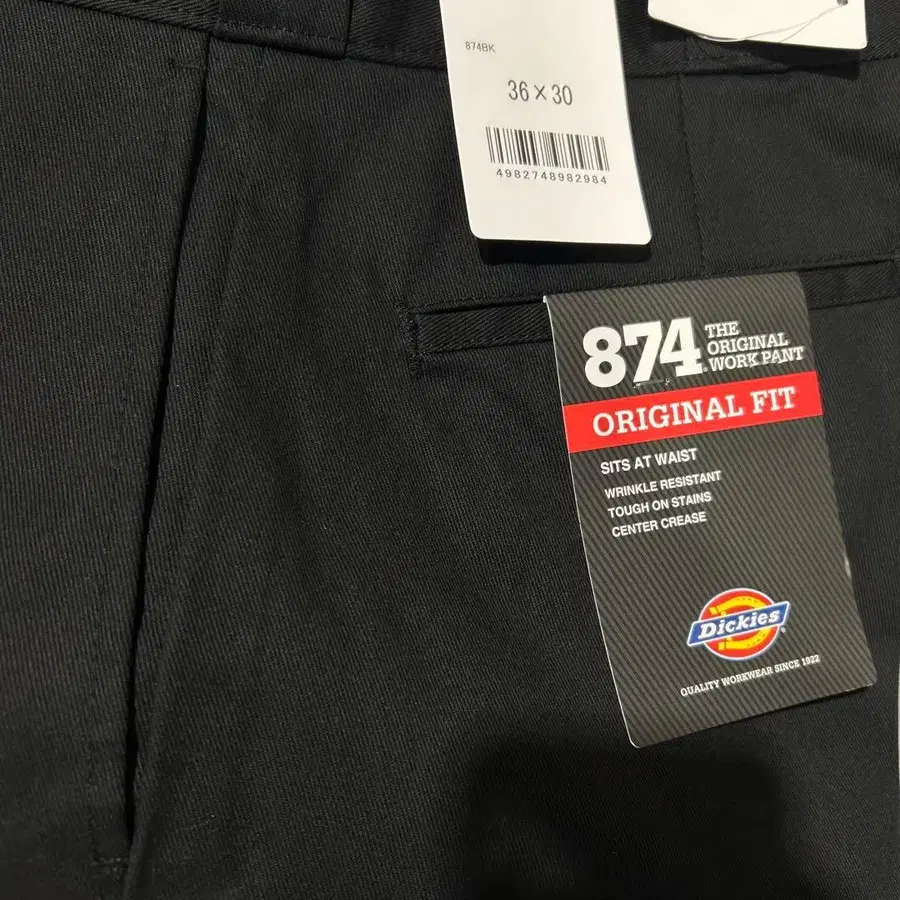 874BK
36×30
4982748982984
874 THE
ORIGINAL
WORK PANT
ORIGINAL FIT
SITS AT WAIST
WRINKLE RESISTANT
TOUGH ON STAINS
CENTER CREASE
Dickies
QUALITY WORKWEAR SINCE 1922